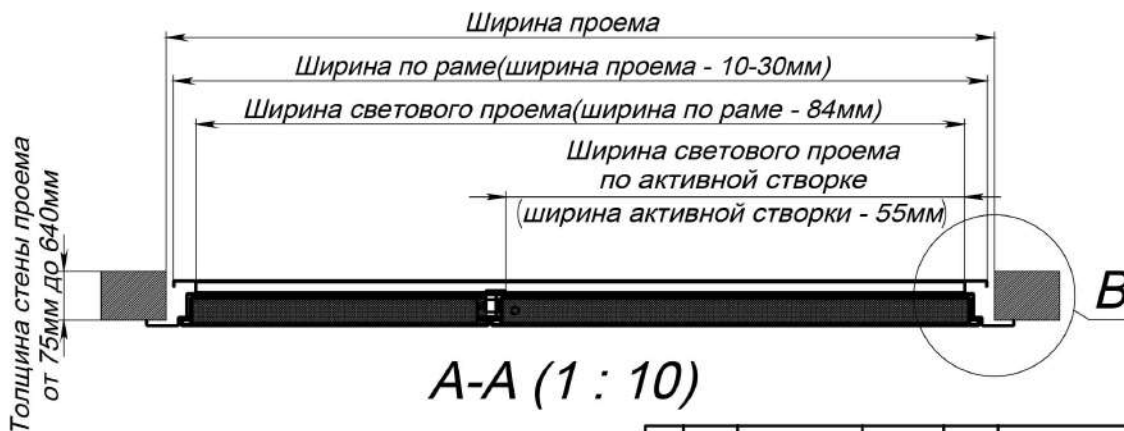 Ширина проема
Ширина по раме(ширина проема - 10-30мм)
Ширина светового проема(ширина по раме - 84мм)
Ширина светового проема
по активной створке
(ширина активной створки - 55мм)
Толщина стены проема
от 75мм до 640мм
В
А-А (1 : 10)